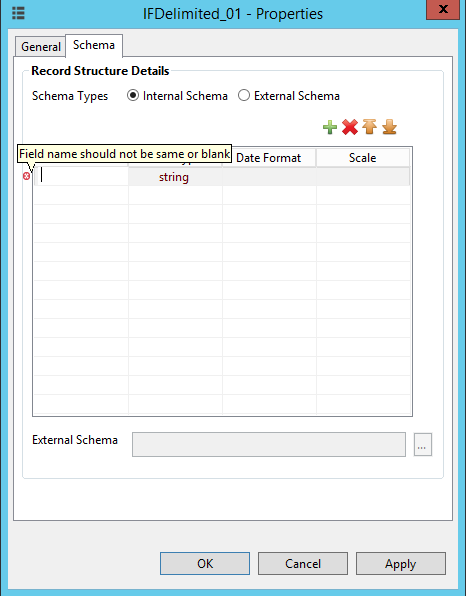 IFDelimited_01 - Properties
x
General
Schema
Record Structure Details
Schema Types
Internal Schema
External Schema
Field name should not be same or blank
Date Format
Scale
string
External Schema
...
OK
Cancel
Apply